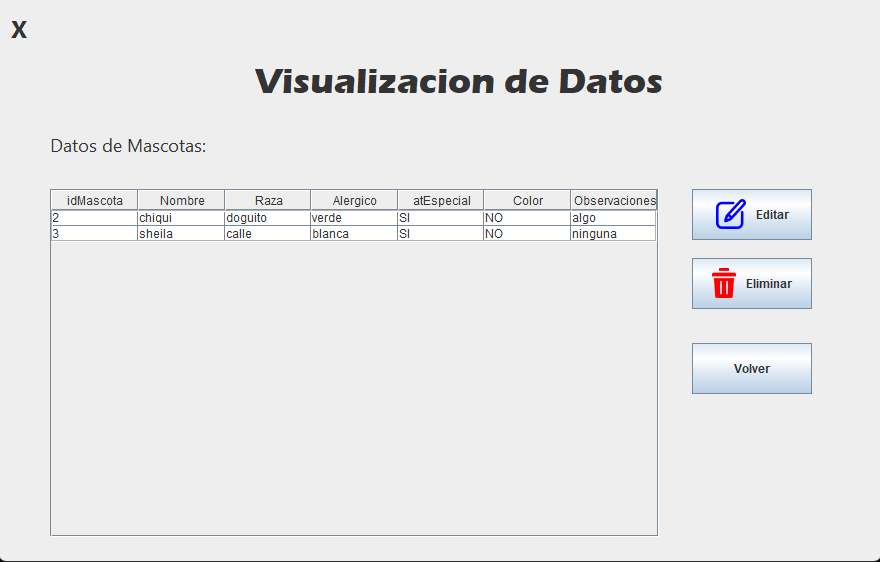 X
Visualizacion de Datos
Datos de Mascotas:
idMascota Nombre Raza Alergico atEspecial Color Observaciones
2 chiqui doguito verde SI NO algo
3 sheila calle blanca SI NO ninguna
Editar
Eliminar
Volver